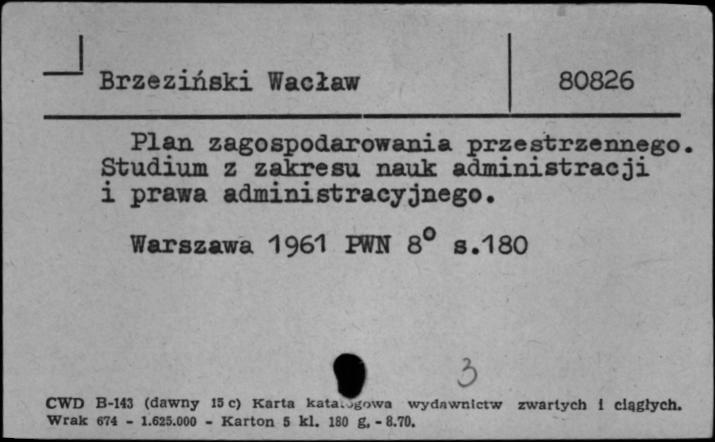 Brzeziński Wacław 80826
Plan zagospodarowania przestrzennego.
Studium z zakresu nauk administracji
i prawa administracyjnego.
Warszawa 1961 PWN 8° s.180
3
CWD B-143 (dawny 15 c) Karta katalogowa wydawnictw zwartych i ciągłych.
Wrak 674 - 1.625.000 - Karton 5 kl. 180 g. - 8.70.